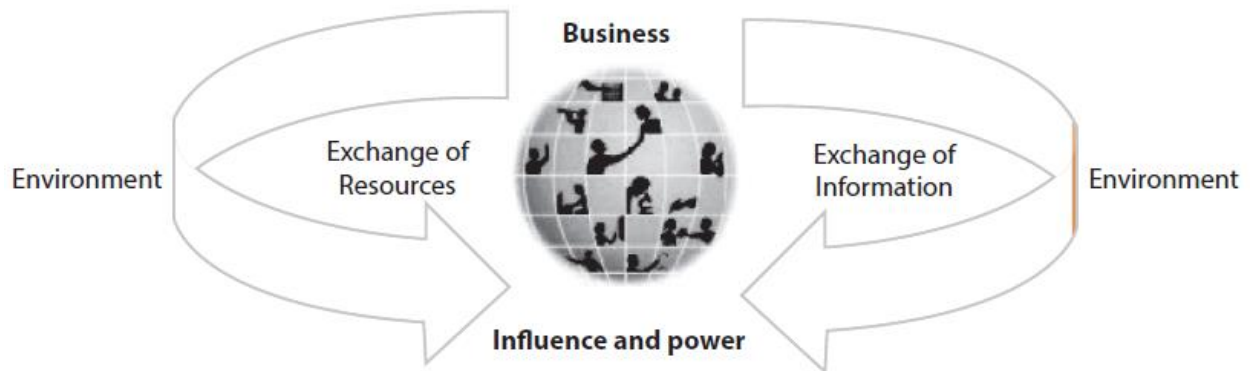 Business
Environment
Exchange of
Resources
Exchange of
Information
Environment
Influence and power